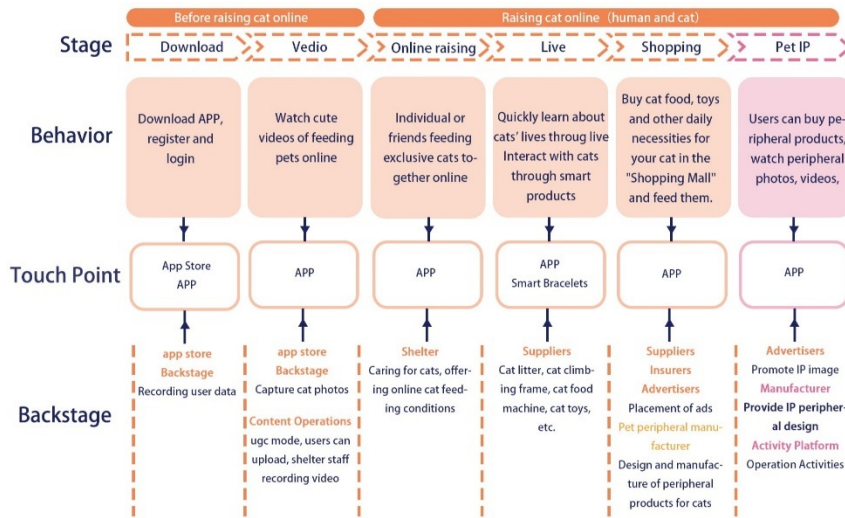 Before raising cat online
Raising cat online (human and cat)
Stage
Download
Vedio
Online raising
Live
Shopping
Pet IP
Behavior
Download APP,
register and
login
Watch cute
videos of feeding
pets online
Individual or
friends feeding
exclusive cats to-
gether online
Quickly learn about
cats' lives throug live
Interact with cats
through smart
products
Buy cat food, toys
and other daily
necessities for
your cat in the
"Shopping Mall"
and feed them.
Users can buy pe-
ripheral products,
watch peripheral
photos, videos,
Touch Point
App Store
APP
APP
APP
APP
Smart Bracelets
APP
APP
Backstage
app store
Backstage
Recording user data
app store
Backstage
Capture cat photos
Content Operations
ugc mode, users can
upload, shelter staff
recording video
Shelter
Caring for cats, offer-
ing online cat feed-
ing conditions
Suppliers
Cat litter, cat climb-
ing frame, cat food
machine, cat toys,
etc.
Suppliers
Insurers
Advertisers
Placement of ads
Pet peripheral manu-
facturer
Design and manufac-
ture of peripheral
products for cats
Advertisers
Promote IP image
Manufacturer
Provide IP peripher-
al design
Activity Platform
Operation Activities